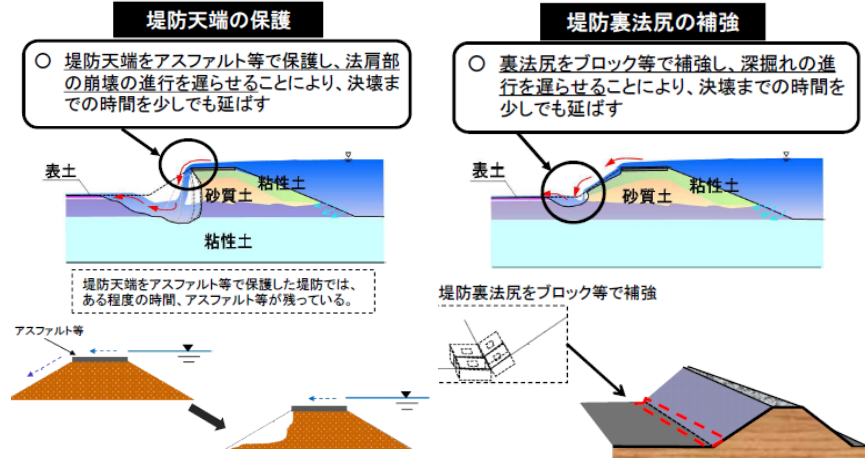 堤防天端の保護
○ 堤防天端をアスファルト等で保護し、法肩部
の崩壊の進行を遅らせることにより、決壊ま
での時間を少しでも延ばす
表土
粘性土
砂質土
粘性土
堤防天端をアスファルト等で保護した堤防では、
ある程度の時間、アスファルト等が残っている。
アスファルト等
堤防裏法尻の補強
○ 裏法尻をブロック等で補強し、深掘れの進
行を遅らせることにより、決壊までの時間を
少しでも延ばす
表土
粘性土
砂質土
粘性土
堤防裏法尻をブロック等で補強